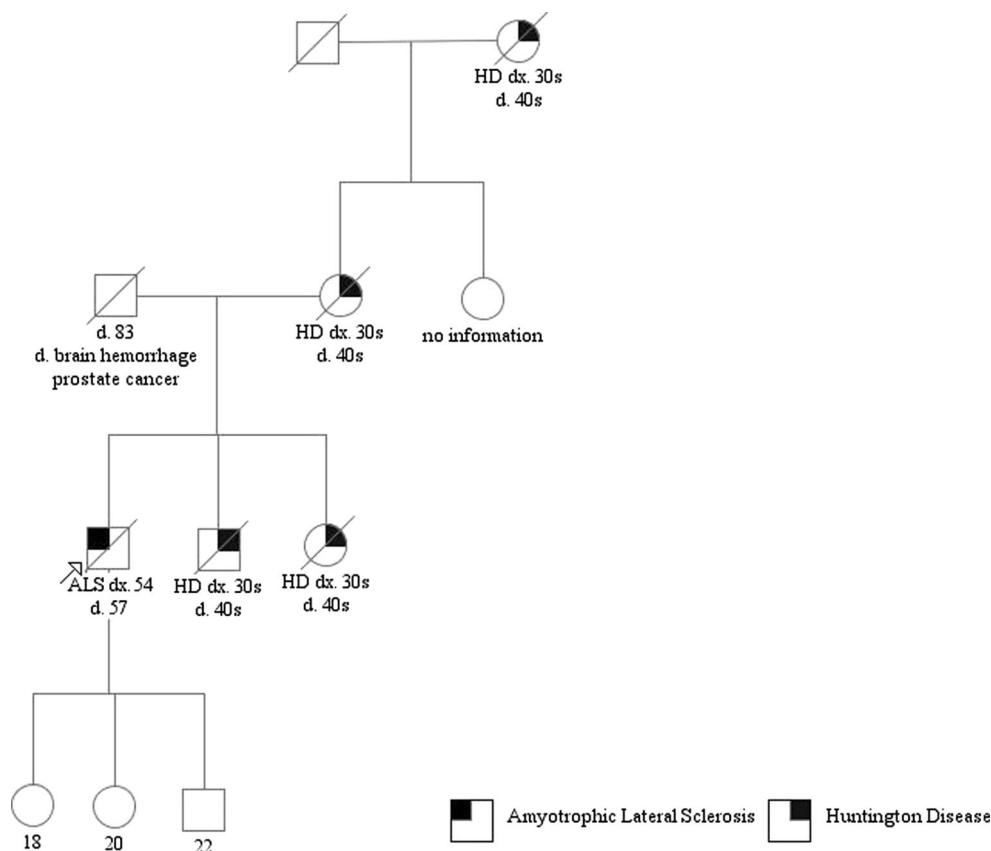 HD dx. 30s
d. 40s
d. 83
d. brain hemorrhage
prostate cancer
HD dx. 30s
d. 40s
no information
ALS dx. 54
d. 57
HD dx. 30s
d. 40s
HD dx. 30s
d. 40s
18
20
22
Amyotrophic Lateral Sclerosis
Huntington Disease